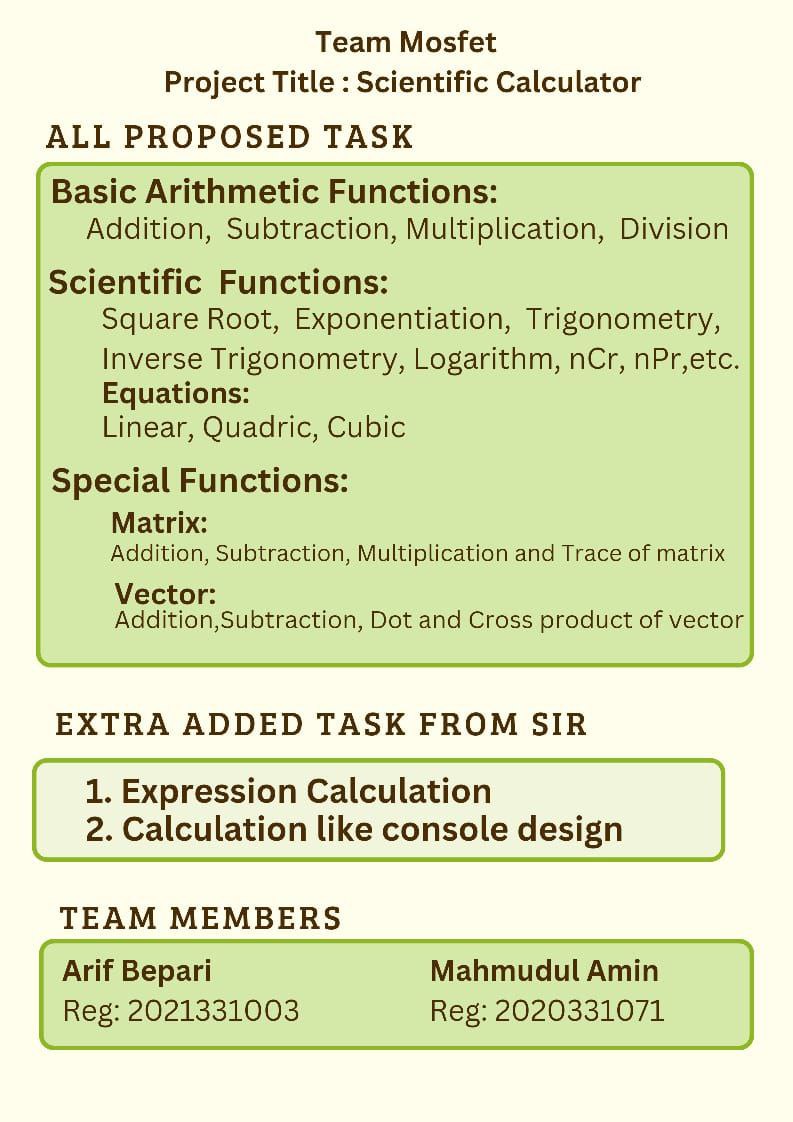 Team Mosfet
Project Title : Scientific Calculator
ALL PROPOSED TASK
Basic Arithmetic Functions:
Addition, Subtraction, Multiplication, Division
Scientific Functions:
Square Root, Exponentiation, Trigonometry,
Inverse Trigonometry, Logarithm, nCr, nPr,etc.
Equations:
Linear, Quadric, Cubic
Special Functions:
Matrix:
Addition, Subtraction, Multiplication and Trace of matrix
Vector:
Addition,Subtraction, Dot and Cross product of vector
EXTRA ADDED TASK FROM SIR
1. Expression Calculation
2. Calculation like console design
TEAM MEMBERS
Arif Bepari Mahmudul Amin
Reg: 2021331003 Reg: 2020331071